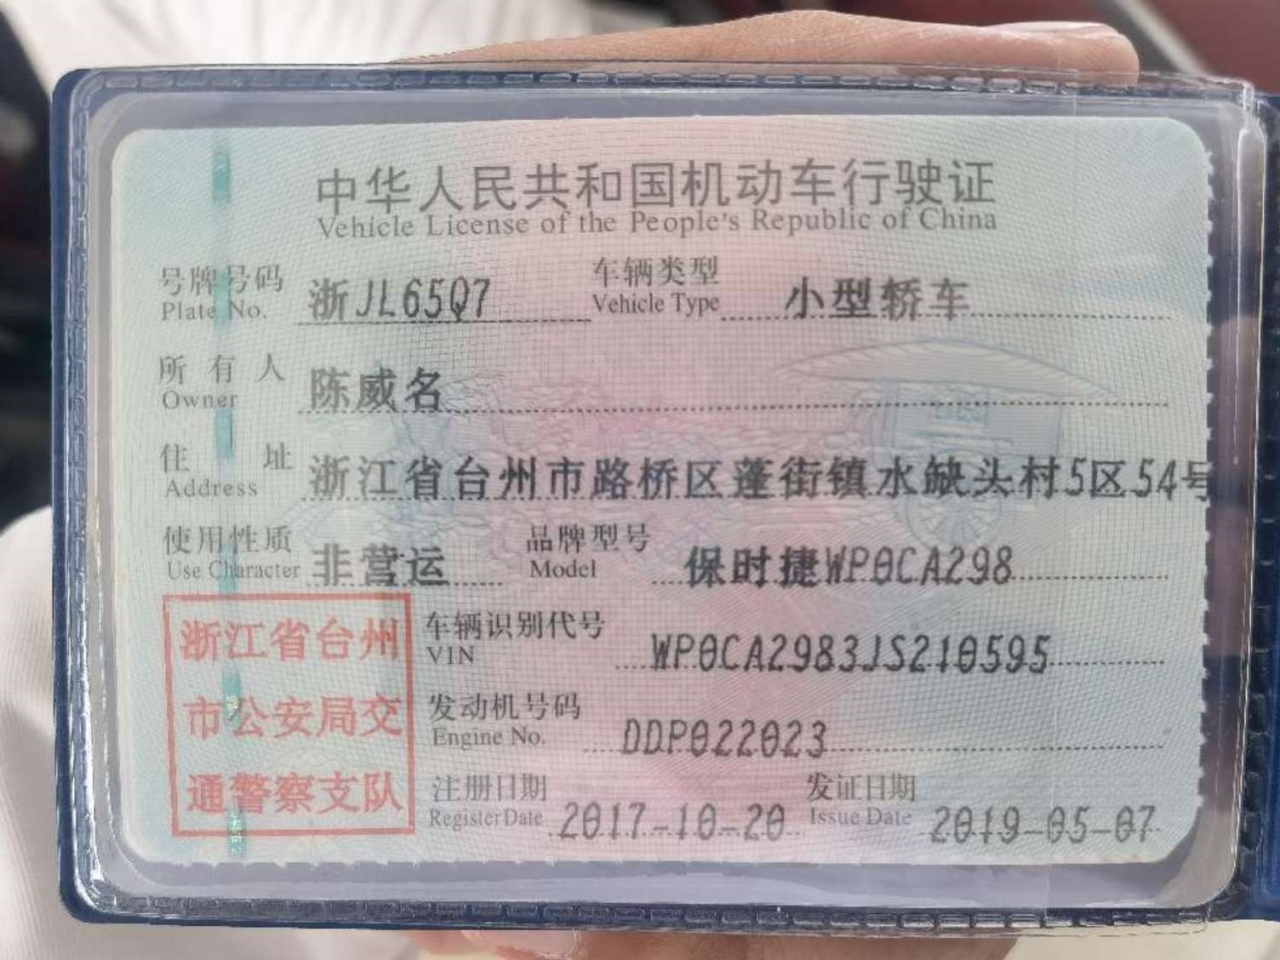 中华人民共和国机动车行驶证
Vehicle License of the People's Republic of China
号牌号码 浙JL65Q7 车辆类型 小型轿车
Plate No. Vehicle Type
所有人 陈威名
Owner
住址 浙江省台州市路桥区蓬街镇水缺头村5区54号
Address
使用性质 非营运 品牌型号 保时捷WP0CA298
Use Character Model
浙江省台州 车辆识别代号 WP0CA2983JS210595
VIN
市公安局交 发动机号码 DDP022023
Engine No.
通警察支队 注册日期 2017-10-20 发证日期 2019-05-07
Register Date Issue Date